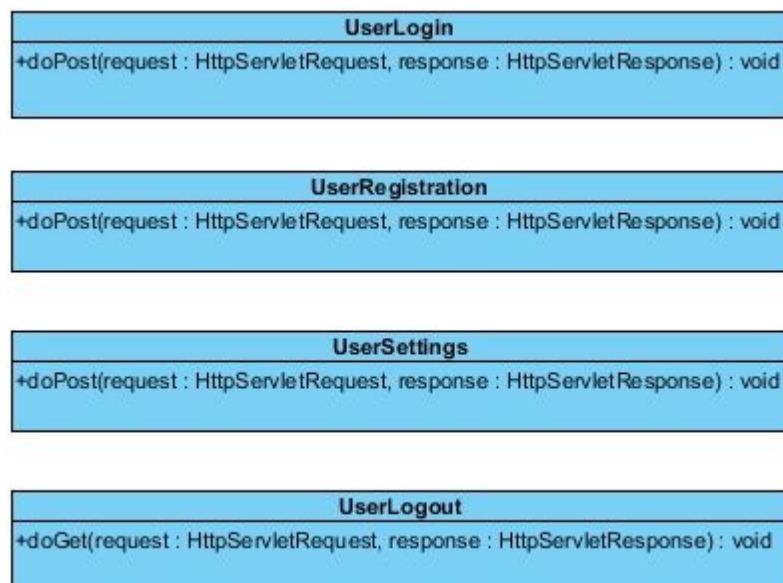 UserLogin
+doPost(request : HttpServletRequest, response : HttpServletResponse) : void
UserRegistration
+doPost(request : HttpServletRequest, response : HttpServletResponse) : void
UserSettings
+doPost(request : HttpServletRequest, response : HttpServletResponse) : void
UserLogout
+doGet(request : HttpServletRequest, response : HttpServletResponse) : void